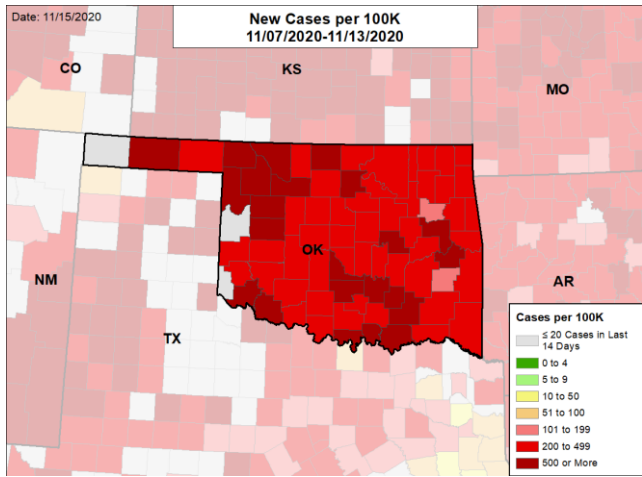 Date: 11/15/2020
New Cases per 100K
11/07/2020-11/13/2020
CO
KS
MO
OK
NM
AR
TX
Cases per 100K
≤ 20 Cases in Last
14 Days
0 to 4
5 to 9
10 to 50
51 to 100
101 to 199
200 to 499
500 or More